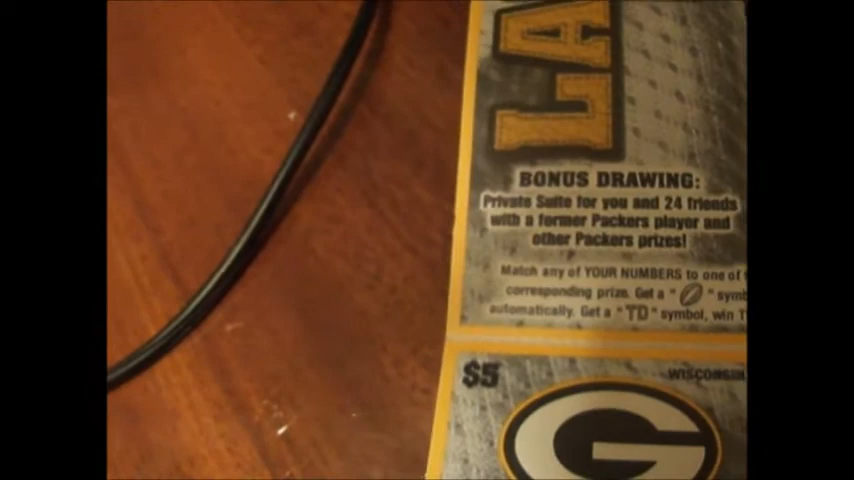 LA
BONUS DRAWING:
Private Suite for you and 24 friends
with a former Packers player and
other Packers prizes!
Match any of YOUR NUMBERS to one of
corresponding prize. Get a " " symb
automatically. Get a "TD" symbol, win T
$5
WISCONSIN
G